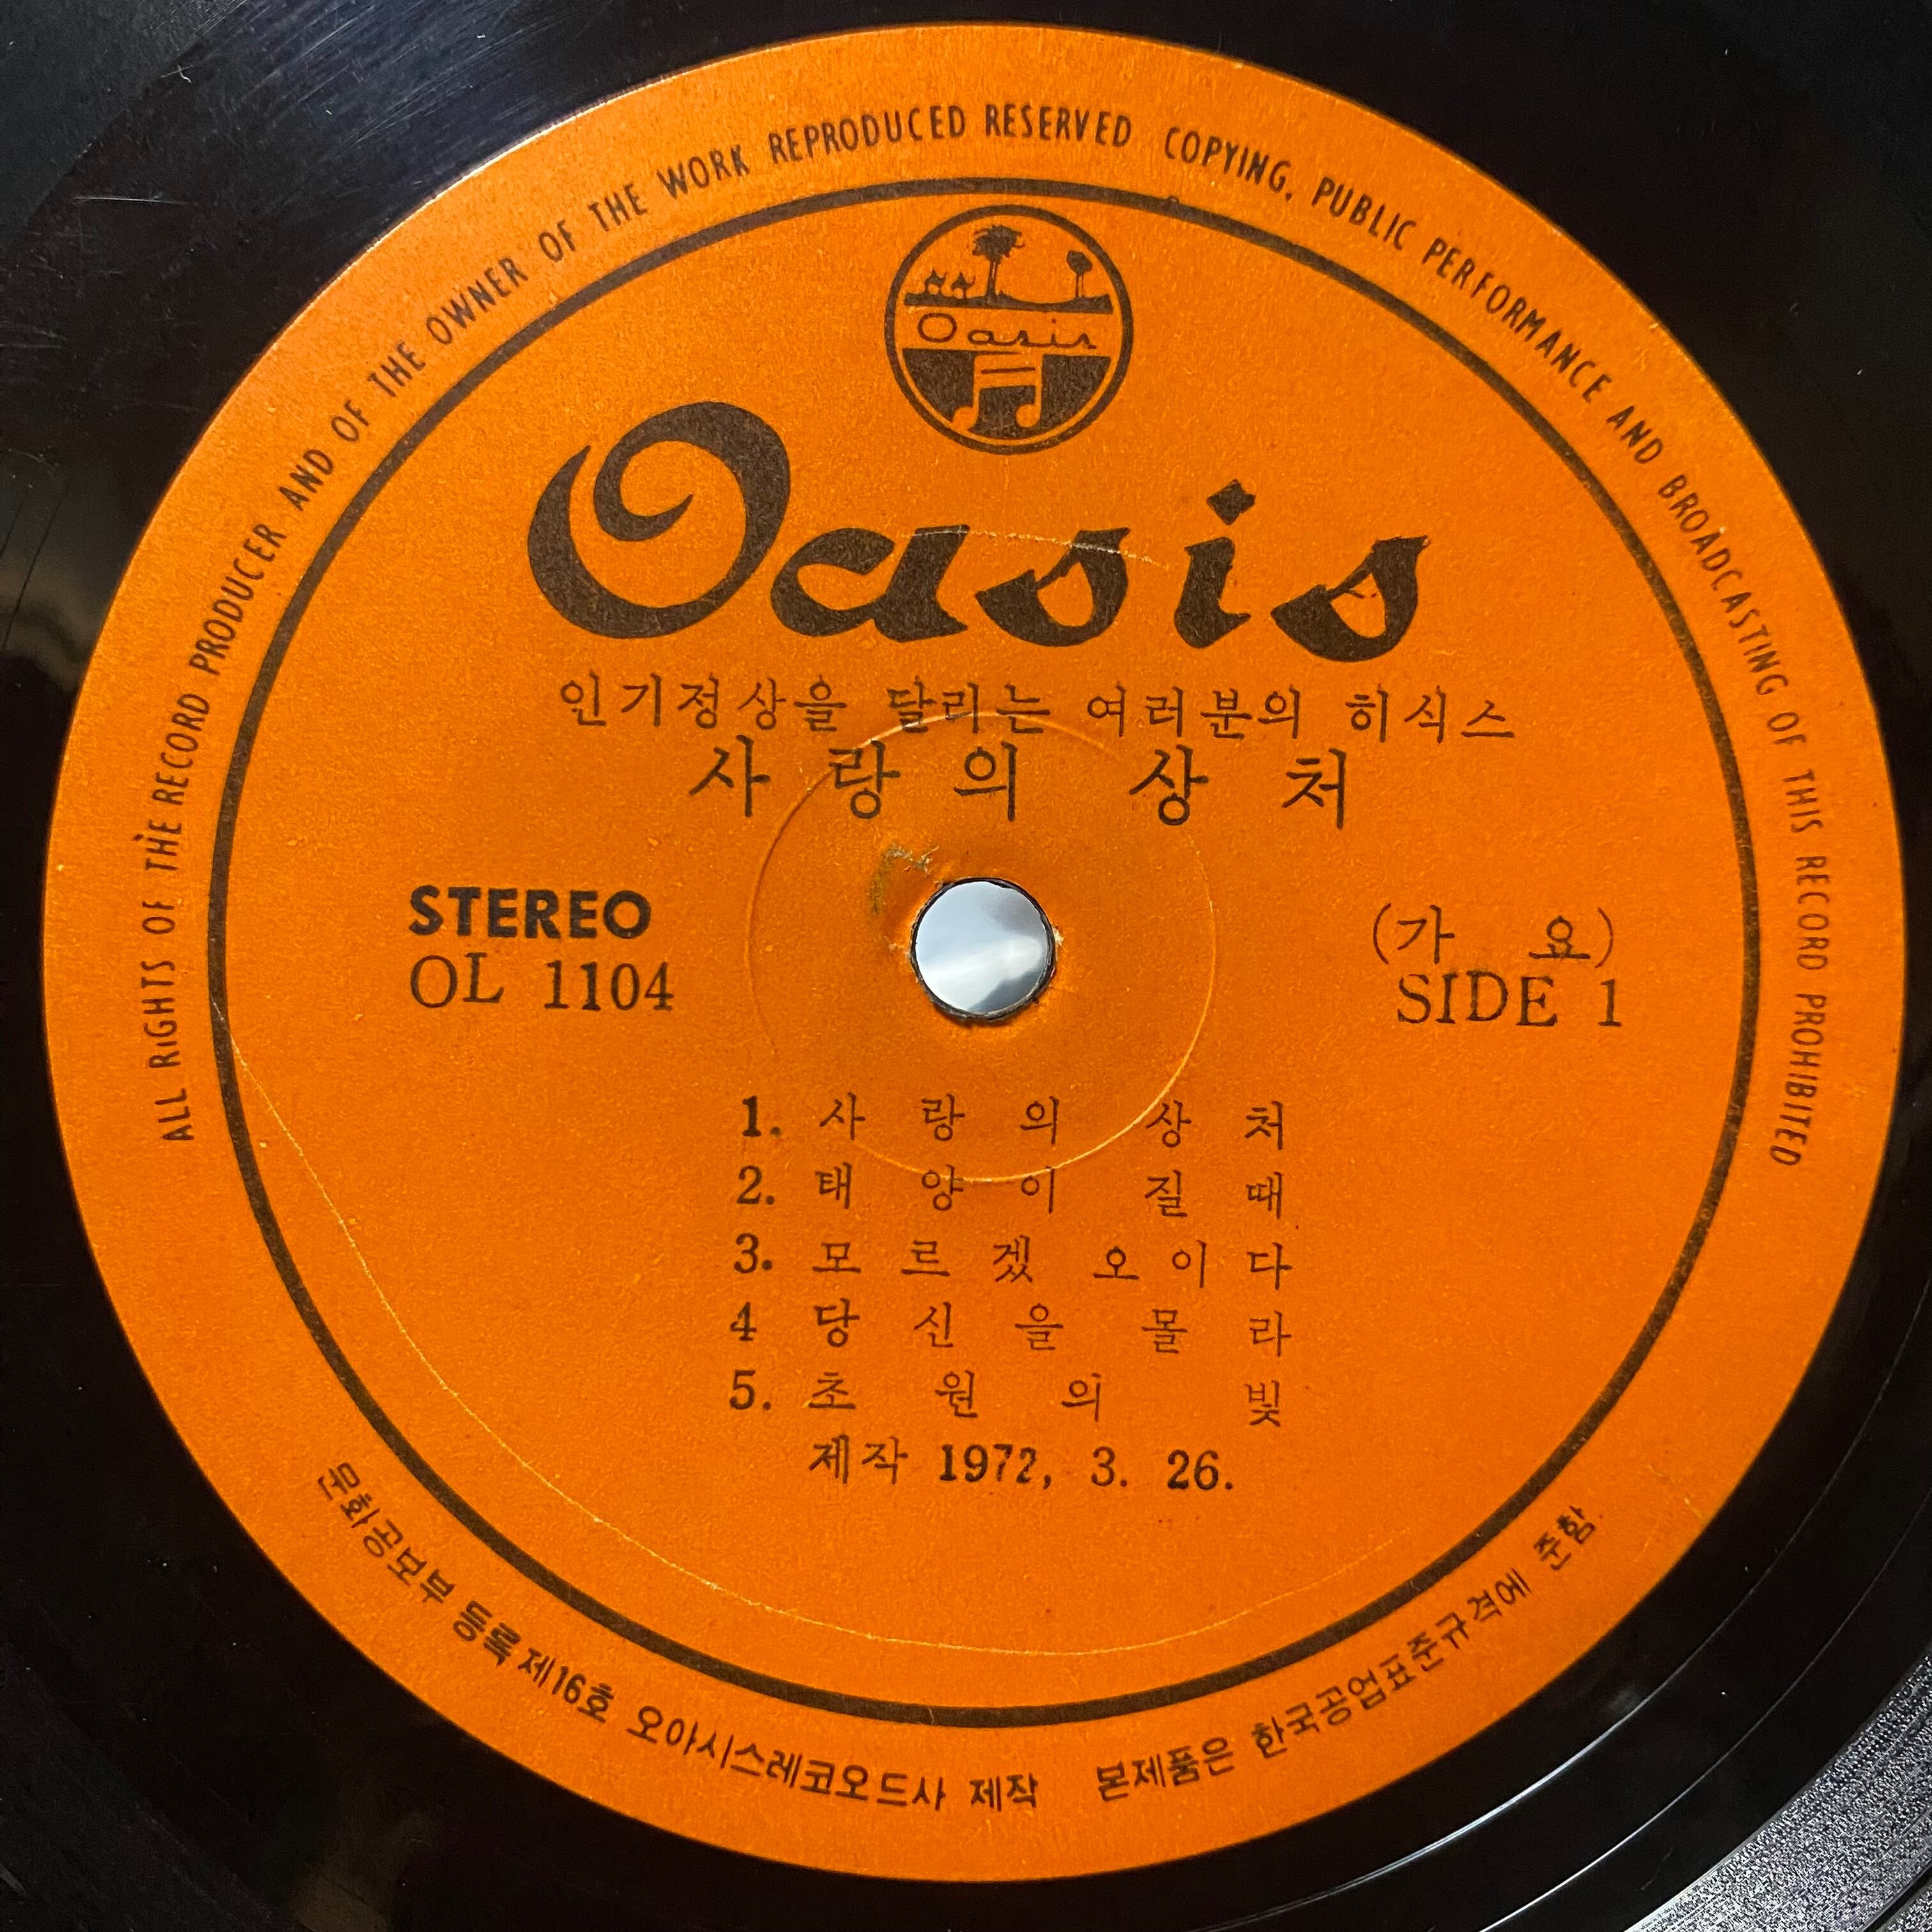 ALL RIGHTS OF THE RECORD PRODUCER AND OF THE OWNER OF THE WORK REPRODUCED RESERVED COPYING, PUBLIC PERFORMANCE AND BROADCASTING OF THIS RECORD PROHIBITED
Oasis
Oasis
인기정상을 달리는 여러분의 히식스
사랑의 상처
STEREO
OL 1104
(가 요)
SIDE 1
1. 사랑의 상처
2. 태양이 질때
3. 모르겠오이다
4 당신을 몰라
5. 초원의 빛
제작 1972, 3. 26.
문화공보부 등록 제16호 오아시스레코오드사 제작 본제품은 한국공업표준규격에 준함.